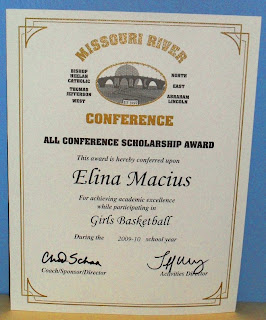 MISSOURI RIVER
BISHOP HEELAN CATHOLIC
THOMAS JEFFERSON
WEST
NORTH
EAST
ABRAHAM LINCOLN
CONFERENCE
ALL CONFERENCE SCHOLARSHIP AWARD
This award is hereby conferred upon
Elina Macius
For achieving academic excellence
while participating in
Girls Basketball
During the 2009-10 school year
Coach/Sponsor/Director
Activities Director